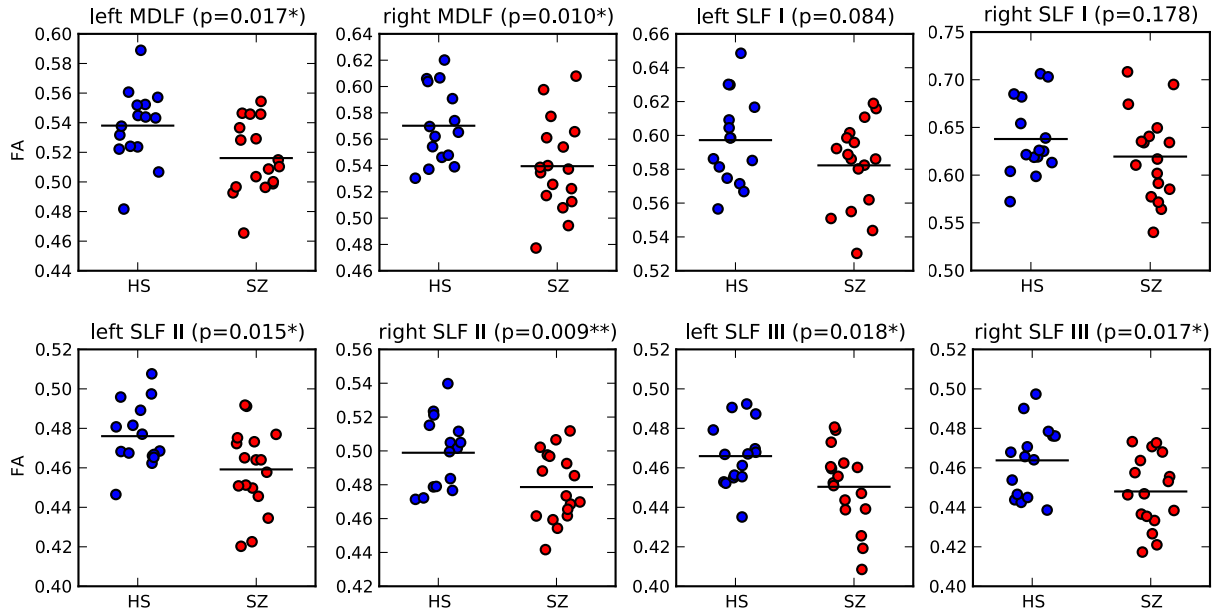 left MDLF (p=0.017*)
right MDLF (p=0.010*)
left SLF I (p=0.084)
right SLF I (p=0.178)
FA
0.60
0.58
0.56
0.54
0.52
0.50
0.48
0.46
0.44
HS
SZ
0.64
0.62
0.60
0.58
0.56
0.54
0.52
0.50
0.48
0.46
HS
SZ
0.66
0.64
0.62
0.60
0.58
0.56
0.54
0.52
HS
SZ
0.70
0.65
0.60
0.55
0.50
HS
SZ
left SLF II (p=0.015*)
right SLF II (p=0.009**)
left SLF III (p=0.018*)
right SLF III (p=0.017*)
FA
0.52
0.50
0.48
0.46
0.44
0.42
0.40
HS
SZ
0.56
0.54
0.52
0.50
0.48
0.46
0.44
0.42
HS
SZ
0.52
0.50
0.48
0.46
0.44
0.42
0.40
HS
SZ
0.52
0.50
0.48
0.46
0.44
0.42
0.40
HS
SZ